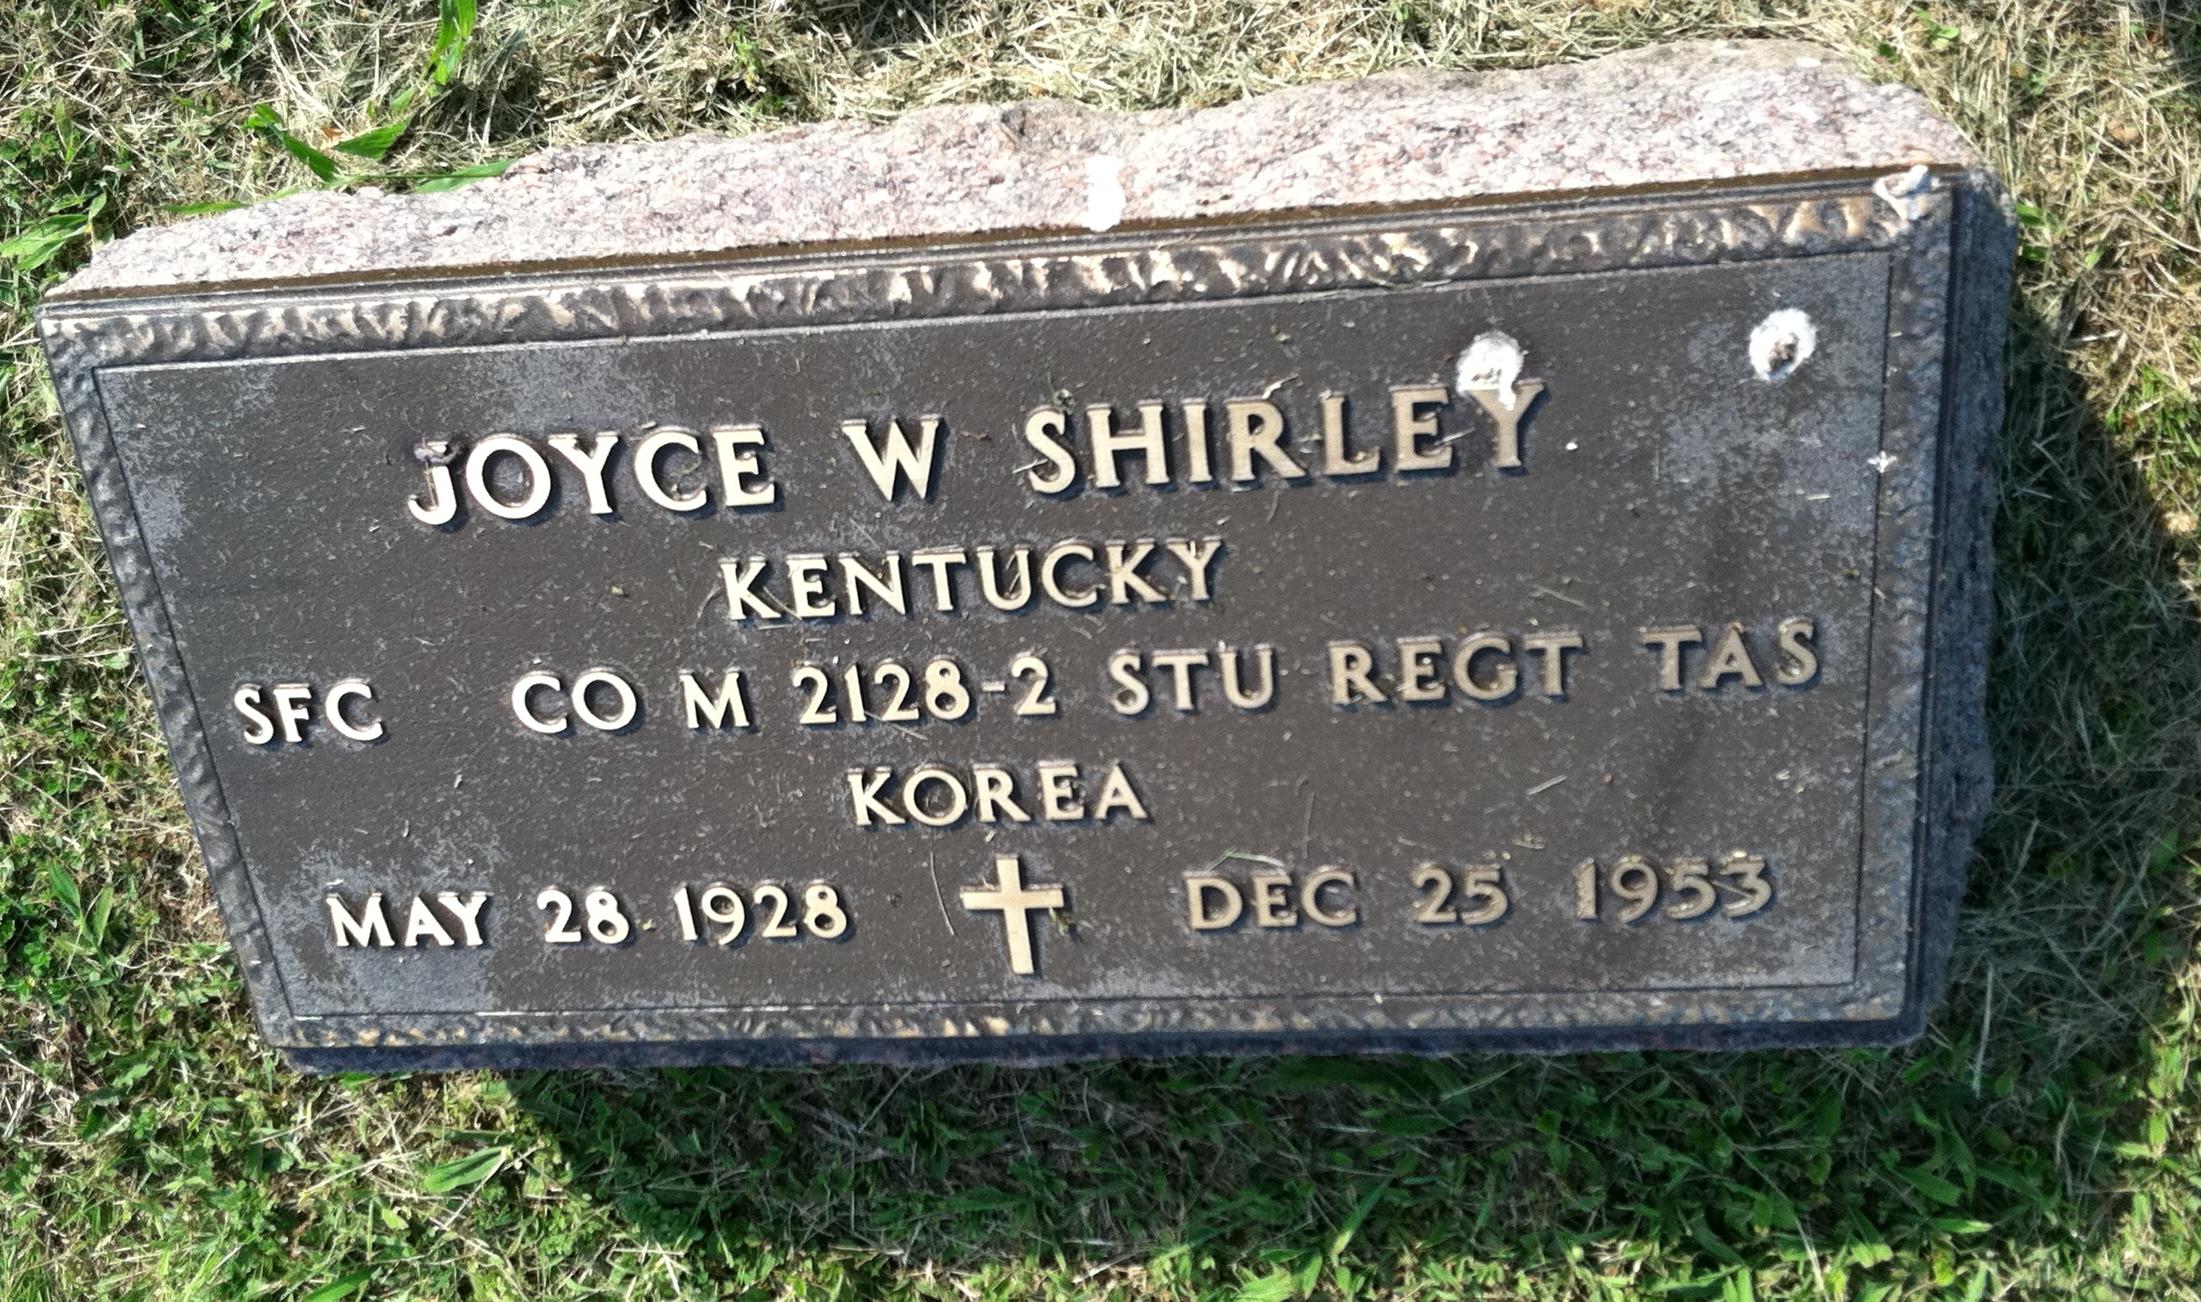 JOYCE W SHIRLEY
KENTUCKY
SFC CO M 2128-2 STU REGT TAS
KOREA
MAY 28 1928 DEC 25 1953